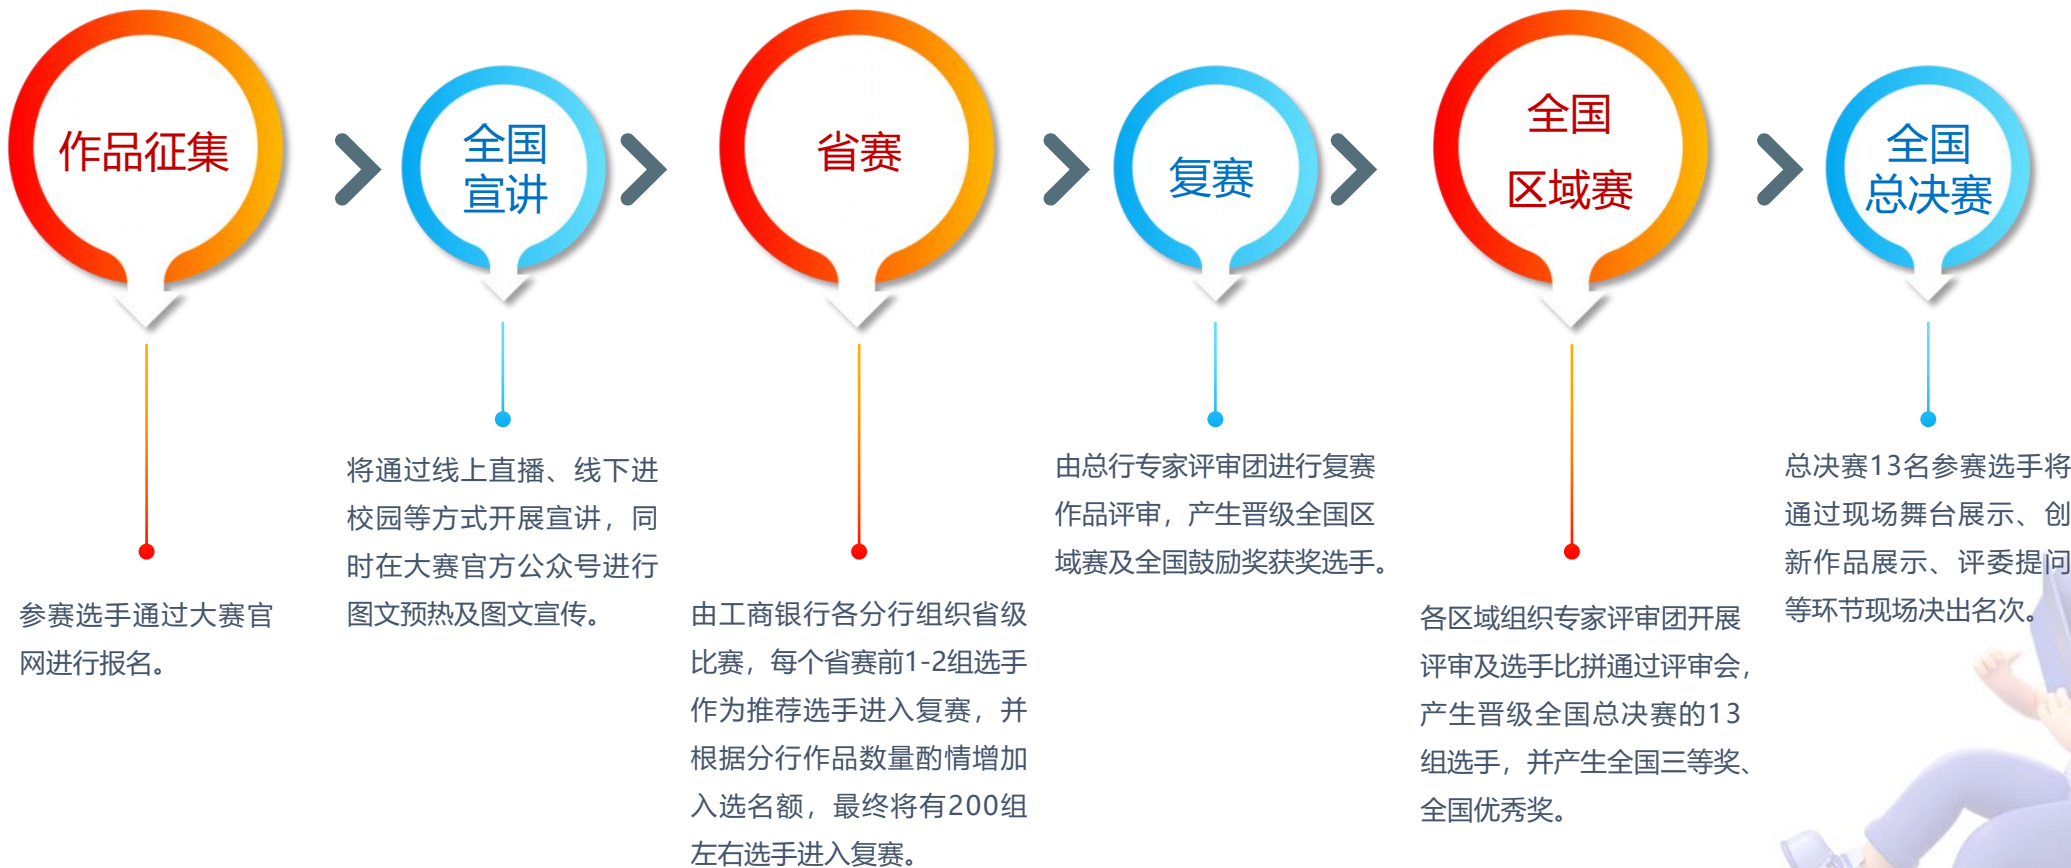 作品征集
全国
宣讲
省赛
复赛
全国
区域赛
全国
总决赛
参赛选手通过大赛官
网进行报名。
将通过线上直播、线下进
校园等方式开展宣讲，同
时在大赛官方公众号进行
图文预热及图文宣传。
由工商银行各分行组织省级
比赛，每个省赛前1-2组选手
作为推荐选手进入复赛，并
根据分行作品数量酌情增加
入选名额，最终将有200组
左右选手进入复赛。
由总行专家评审团进行复赛
作品评审，产生晋级全国区
域赛及全国鼓励奖获奖选手。
各区域组织专家评审团开展
评审及选手比拼通过评审会，
产生晋级全国总决赛的13
组选手，并产生全国三等奖、
全国优秀奖。
总决赛13名参赛选手将
通过现场舞台展示、创
新作品展示、评委提问
等环节现场决出名次。